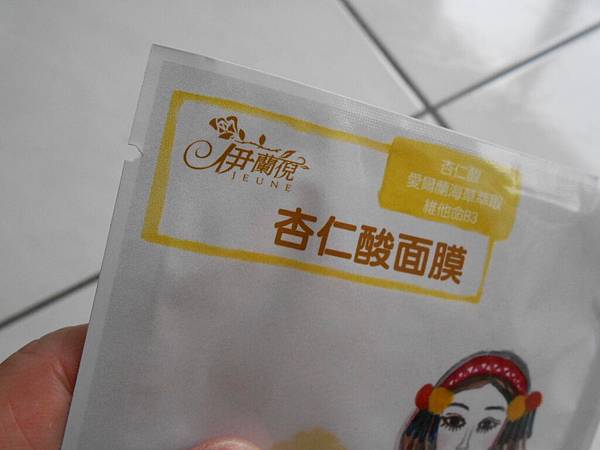 伊蘭倪
JEUNE
杏仁酸
愛爾蘭海草萃取
維他命B3
杏仁酸面膜